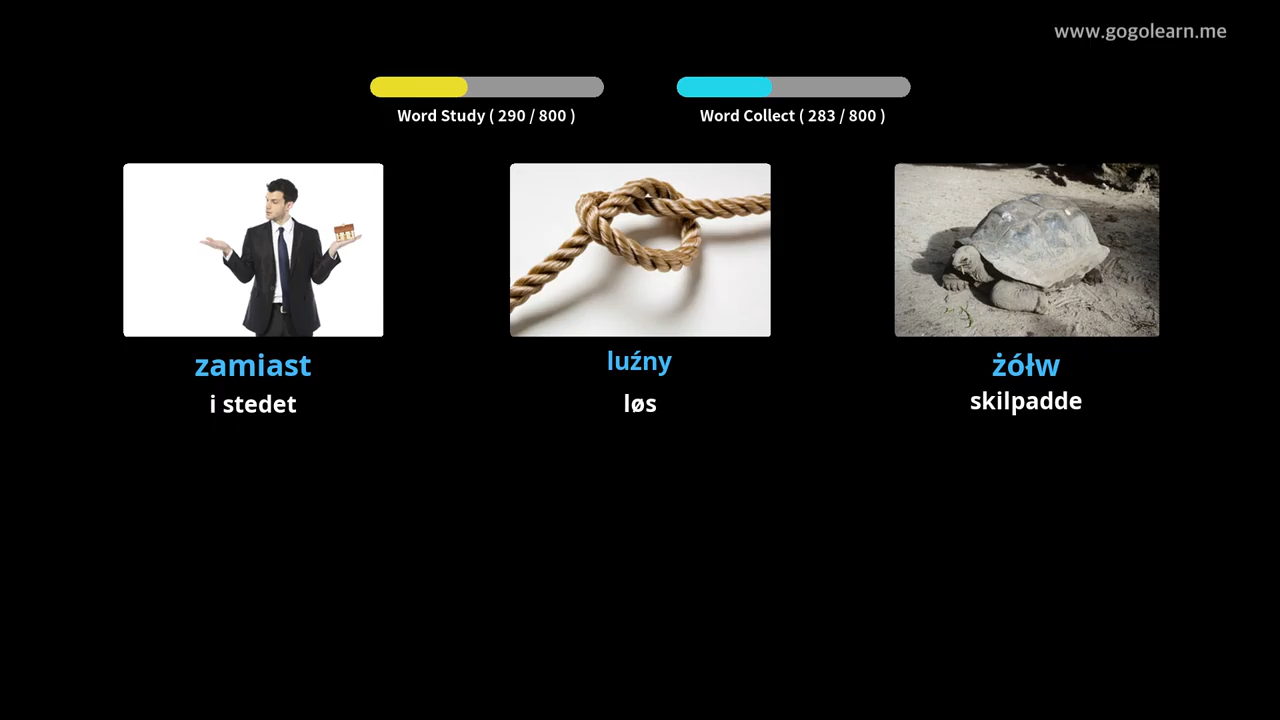 www.gogolearn.me
Word Study ( 290 / 800 )
Word Collect ( 283 / 800 )
zamiast
i stedet
luźny
løs
żółw
skilpadde